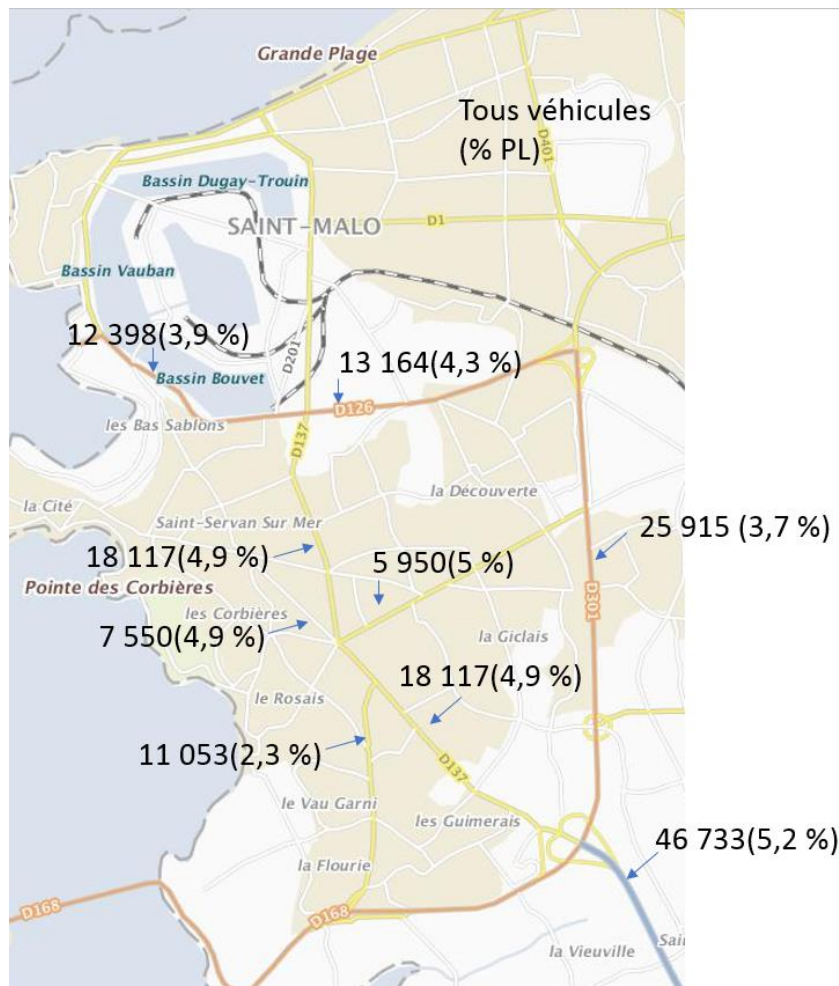 Grande Plage
Tous véhicules
(% PL)
D401
Bassin Dugay-Trouin
SAINT-MALO
D1
Bassin Vauban
12 398(3,9 %)
D201
13 164(4,3 %)
Bassin Bouvet
D126
les Bas Sablons
D137
la Découverte
la Cité
Saint-Servan Sur Mer
25 915 (3,7 %)
18 117(4,9 %)
5 950(5 %)
Pointe des Corbières
les Corbières
D301
7 550(4,9 %)
la Giclais
18 117(4,9 %)
le Rosais
11 053(2,3 %)
D137
le Vau Garni
les Guimerais
46 733(5,2 %)
la Flourie
D168
D168
la Vieuville
Sai